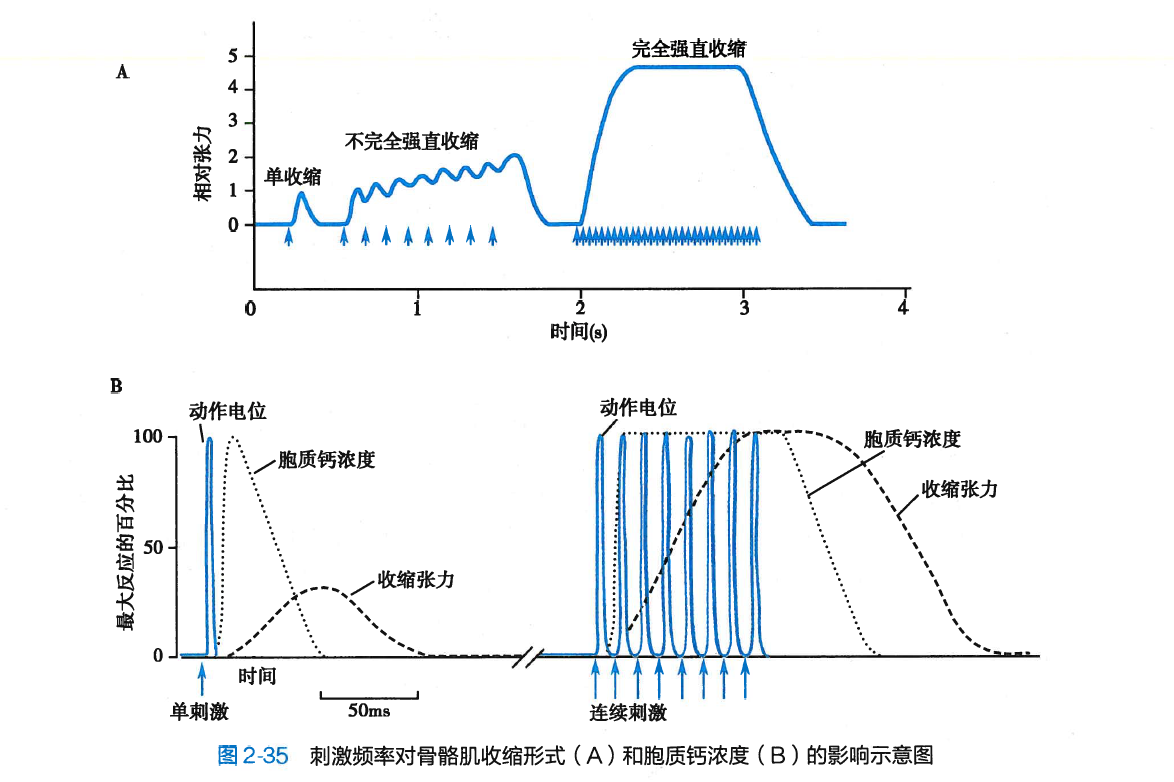 A
完全强直收缩
不完全强直收缩
单收缩
相对张力
5
4
3
2
1
0
0 1 2 3 4
时间(s)
B
动作电位
胞质钙浓度
收缩张力
最大反应的百分比
100
50
0
时间
单刺激
50ms
动作电位
胞质钙浓度
收缩张力
连续刺激
图 2-35 刺激频率对骨骼肌收缩形式（A）和胞质钙浓度（B）的影响示意图